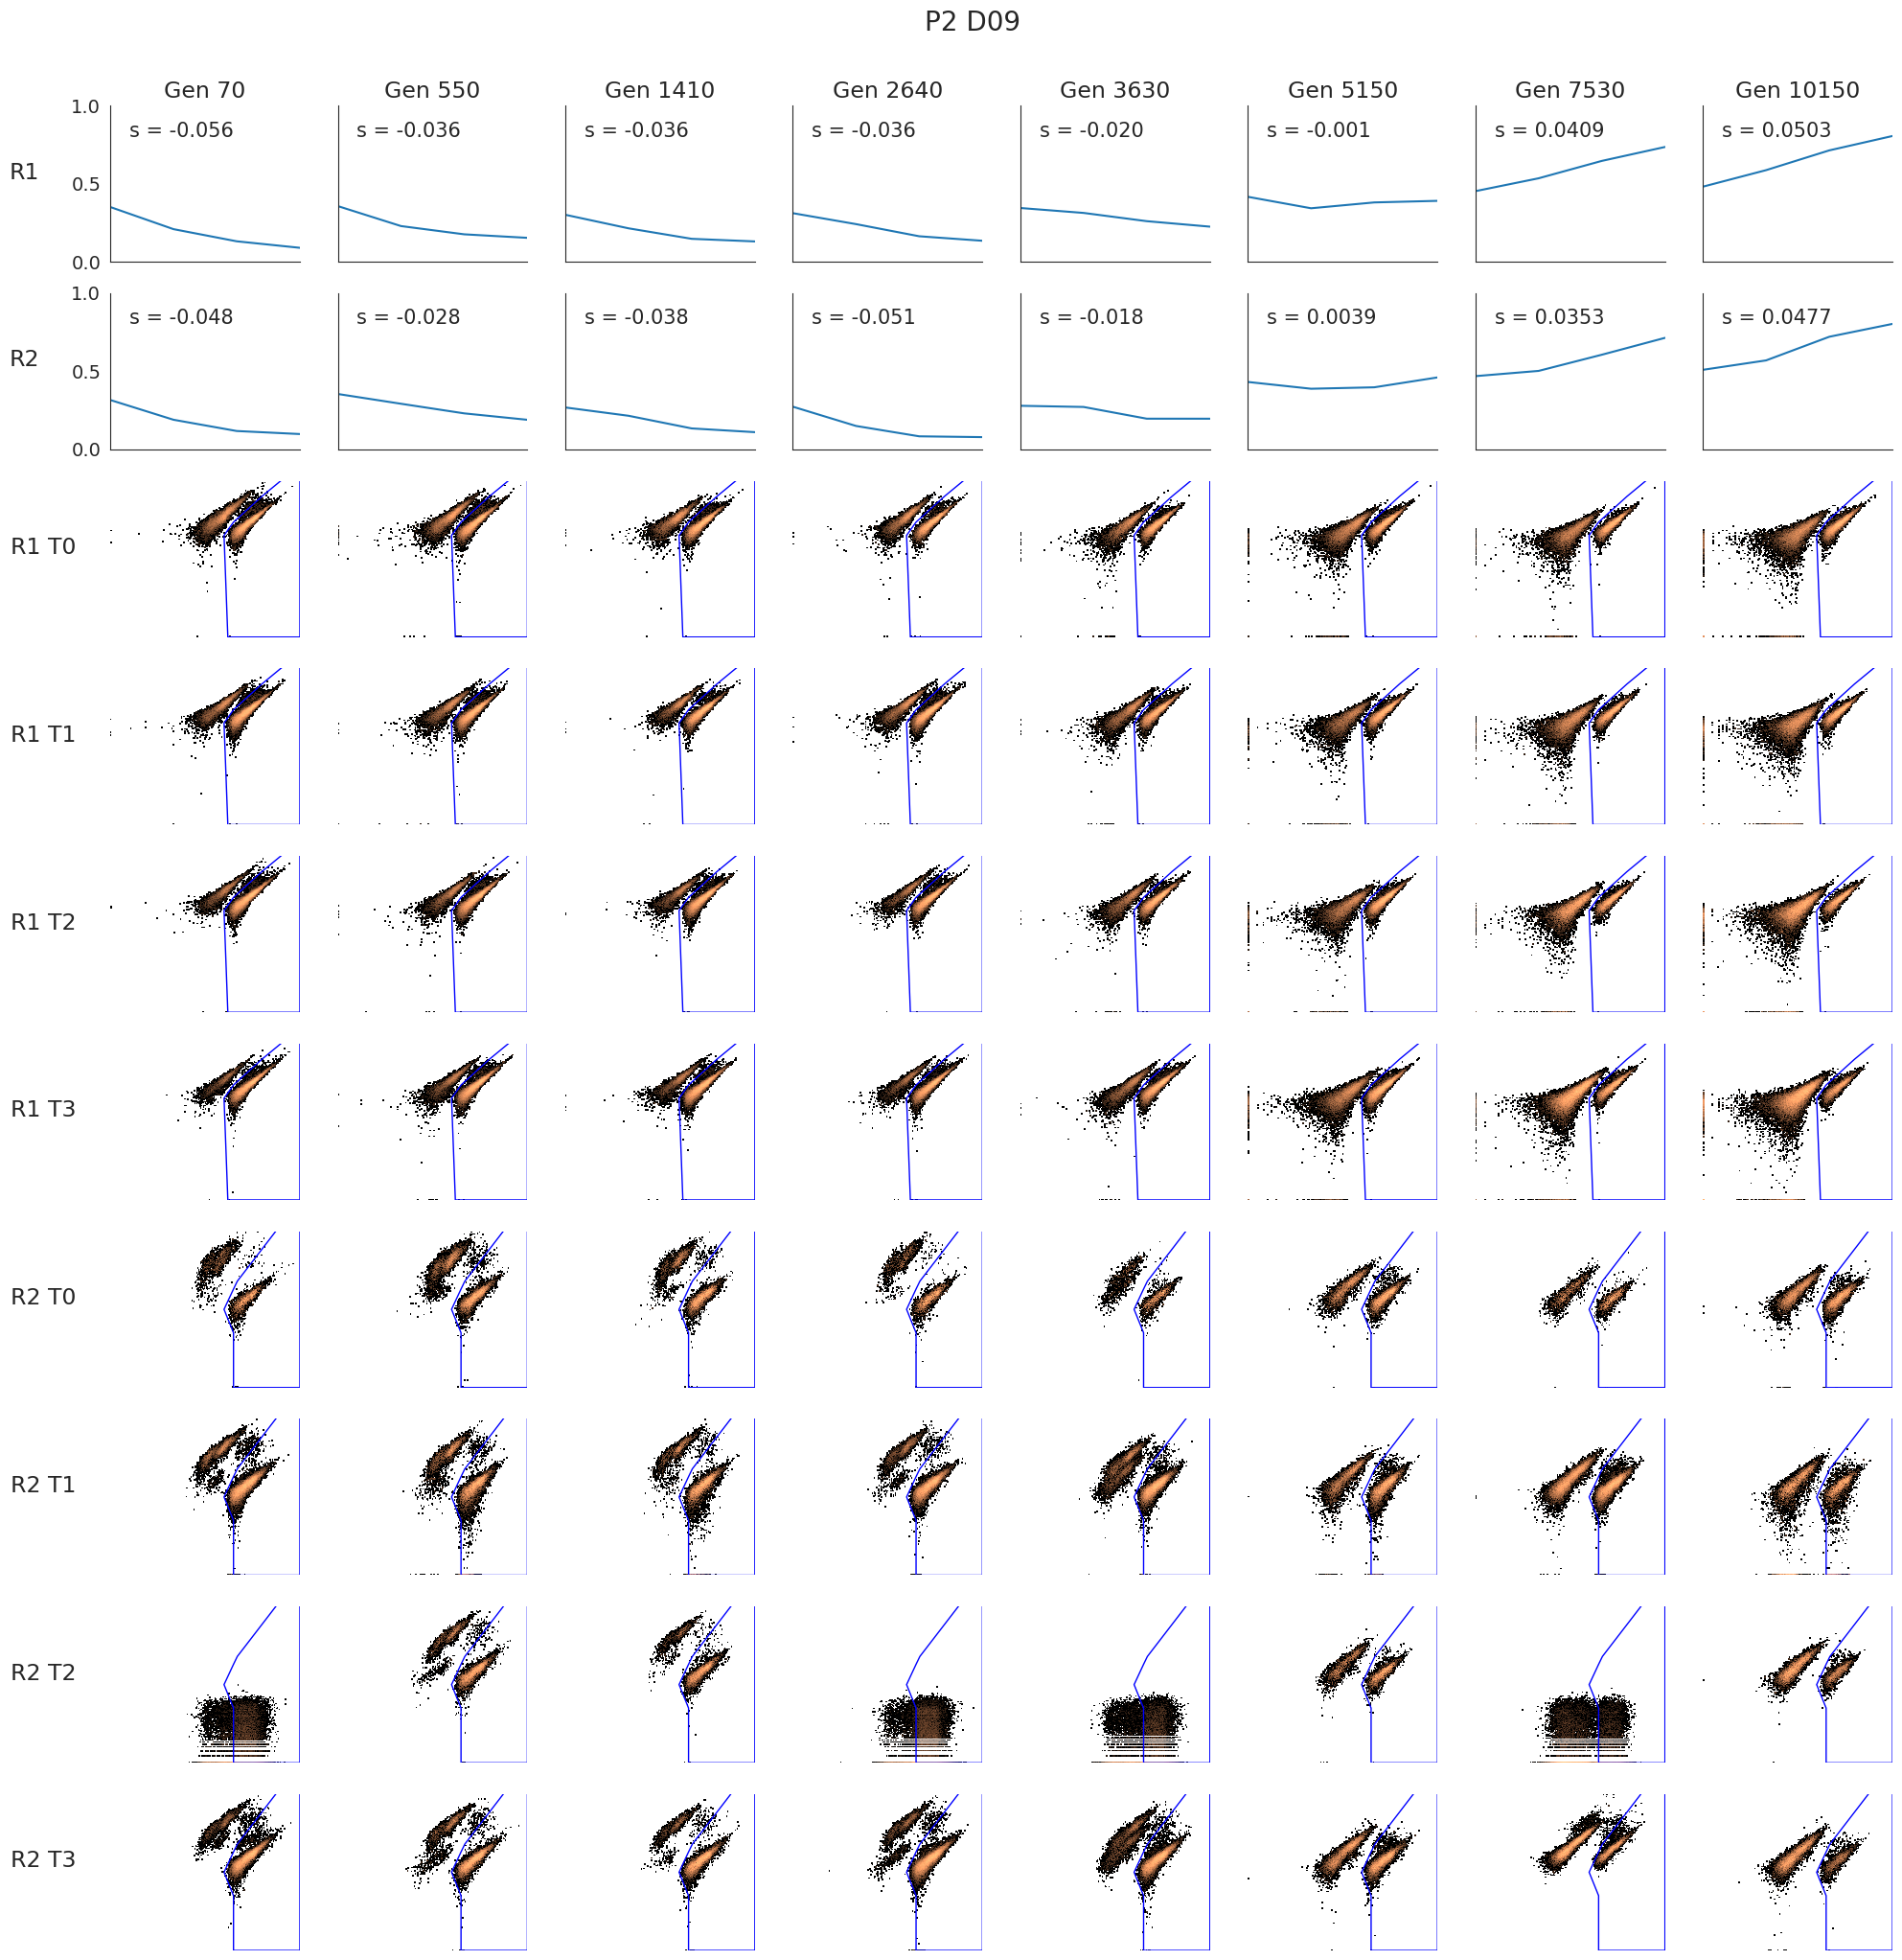 P2 D09
Gen 70 Gen 550 Gen 1410 Gen 2640 Gen 3630 Gen 5150 Gen 7530 Gen 10150
1.0
s = -0.056 s = -0.036 s = -0.036 s = -0.036 s = -0.020 s = -0.001 s = 0.0409 s = 0.0503
R1
0.5
0.0
1.0
s = -0.048 s = -0.028 s = -0.038 s = -0.051 s = -0.018 s = 0.0039 s = 0.0353 s = 0.0477
R2
0.5
0.0
R1 T0
R1 T1
R1 T2
R1 T3
R2 T0
R2 T1
R2 T2
R2 T3